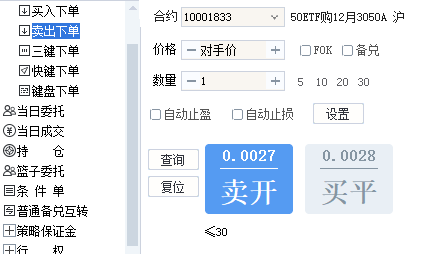 买入下单
卖出下单
三键下单
快键下单
键盘下单
当日委托
当日成交
持 仓
篮子委托
条 件 单
普通备兑互转
策略保证金
行 权
合约 10001833 50ETF购12月3050A 沪
价格 对手价 FOK 备兑
数量 1 5 10 20 30
自动止盈 自动止损 设置
查询
复位
0.0027
卖开
0.0028
买平
≤30